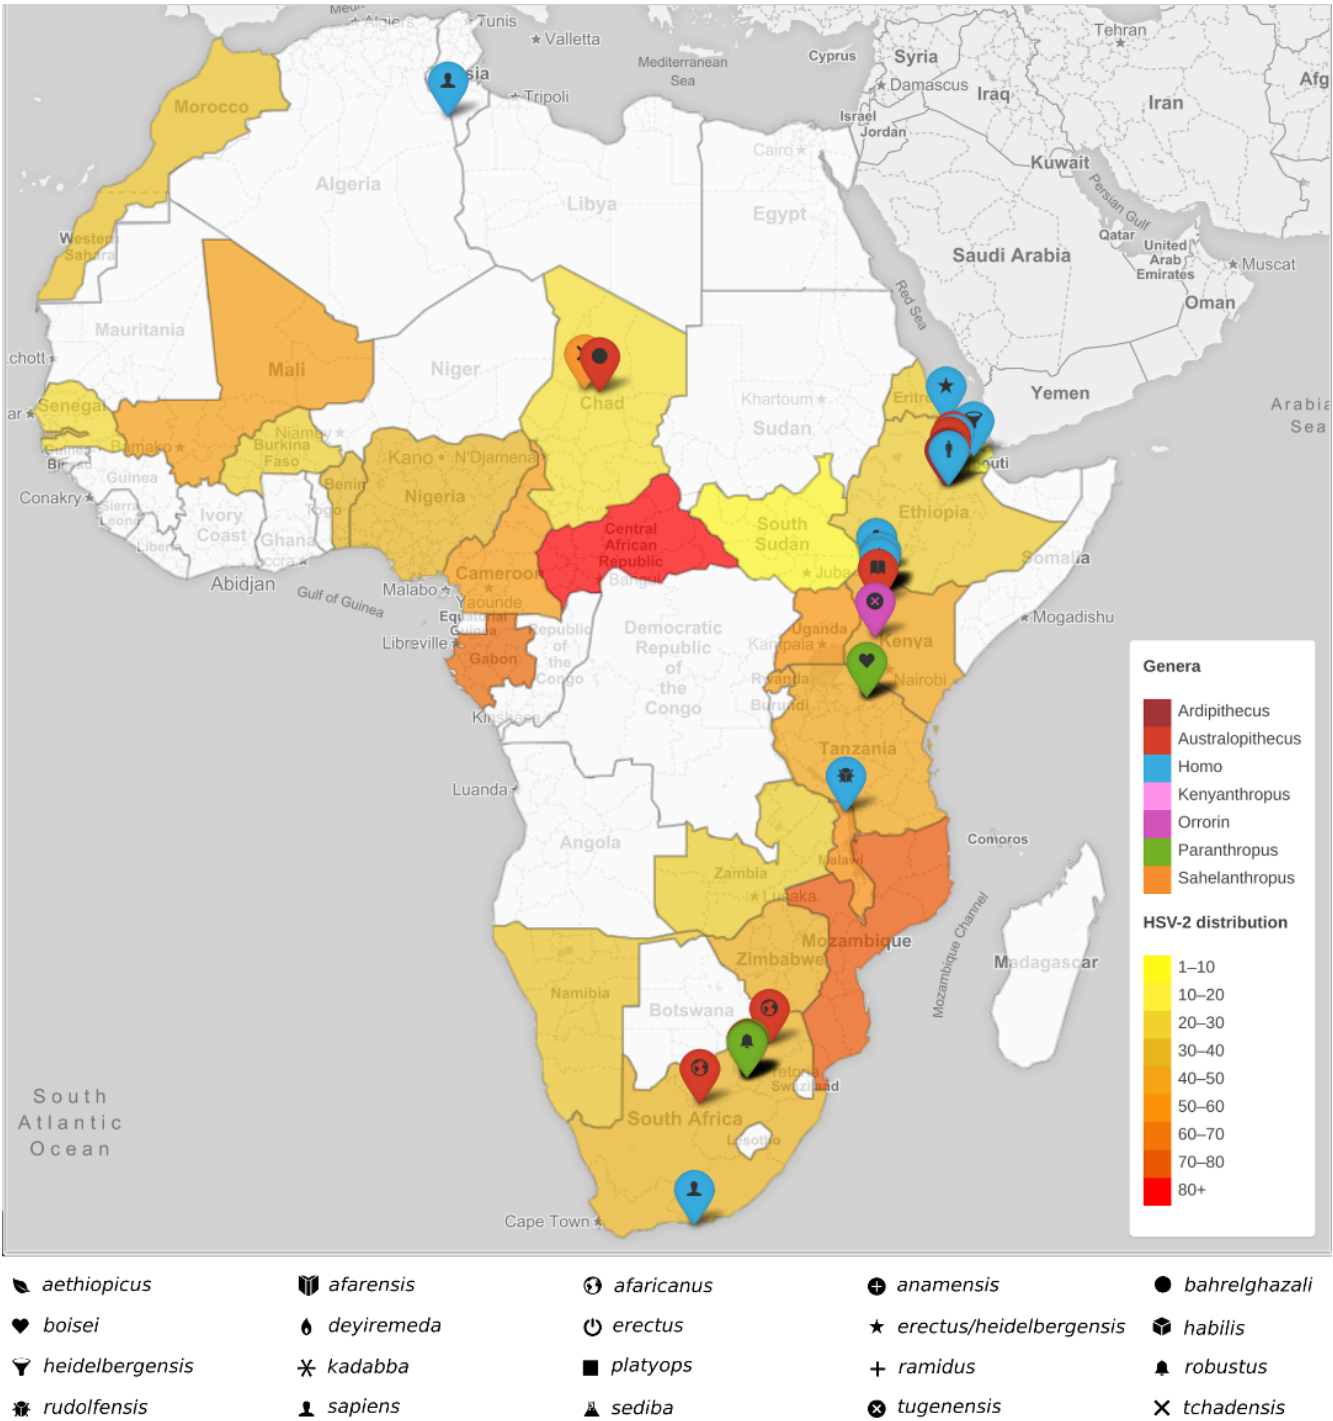 Algiers
Tunis
Valletta
Tripoli
Mediterranean
Sea
Cyprus
Syria
Damascus
Israel
Jordan
Iraq
Tehran
Iran
Afg
Kuwait
Persian Gulf
Qatar
United
Arab
Emirates
Muscat
Oman
Saudi Arabia
Red Sea
Yemen
Arabia
Sea
Morocco
Western
Sahara
Algeria
Libya
Cairo
Egypt
Mauritania
Mali
Niger
Chad
Khartoum
Sudan
Senegal
Bamako
Niamey
Burkina
Faso
Kano
N'Djamena
Benin
Nigeria
Togo
Guinea
Conakry
Sierra
Leone
Liberia
Ivory
Coast
Ghana
Accra
Abidjan
Gulf of Guinea
Malabo
Cameroon
Yaounde
Equatorial
Guinea
Libreville
Gabon
Republic
of
the
Congo
Kinshasa
Central
African
Republic
Bangui
South
Sudan
Juba
Ethiopia
Somalia
Mogadishu
Democratic
Republic
of
the
Congo
Uganda
Kampala
Kenya
Nairobi
Rwanda
Burundi
Tanzania
Luanda
Angola
Zambia
Lusaka
Malawi
Comoros
Mozambique
Mozambique Channel
Madagascar
Zimbabwe
Namibia
Botswana
Swaziland
South Africa
Lesotho
Cape Town
South
Atlantic
Ocean
Genera
Ardipithecus
Australopithecus
Homo
Kenyanthropus
Orrorin
Paranthropus
Sahelanthropus
HSV-2 distribution
1–10
10–20
20–30
30–40
40–50
50–60
60–70
70–80
80+
aethiopicus afarensis afaricanus anamensis bahrelghazali
boisei deyiremeda erectus erectus/heidelbergensis habilis
heidelbergensis kadabba platyops ramidus robustus
rudolfensis sapiens sediba tugenensis tchadensis